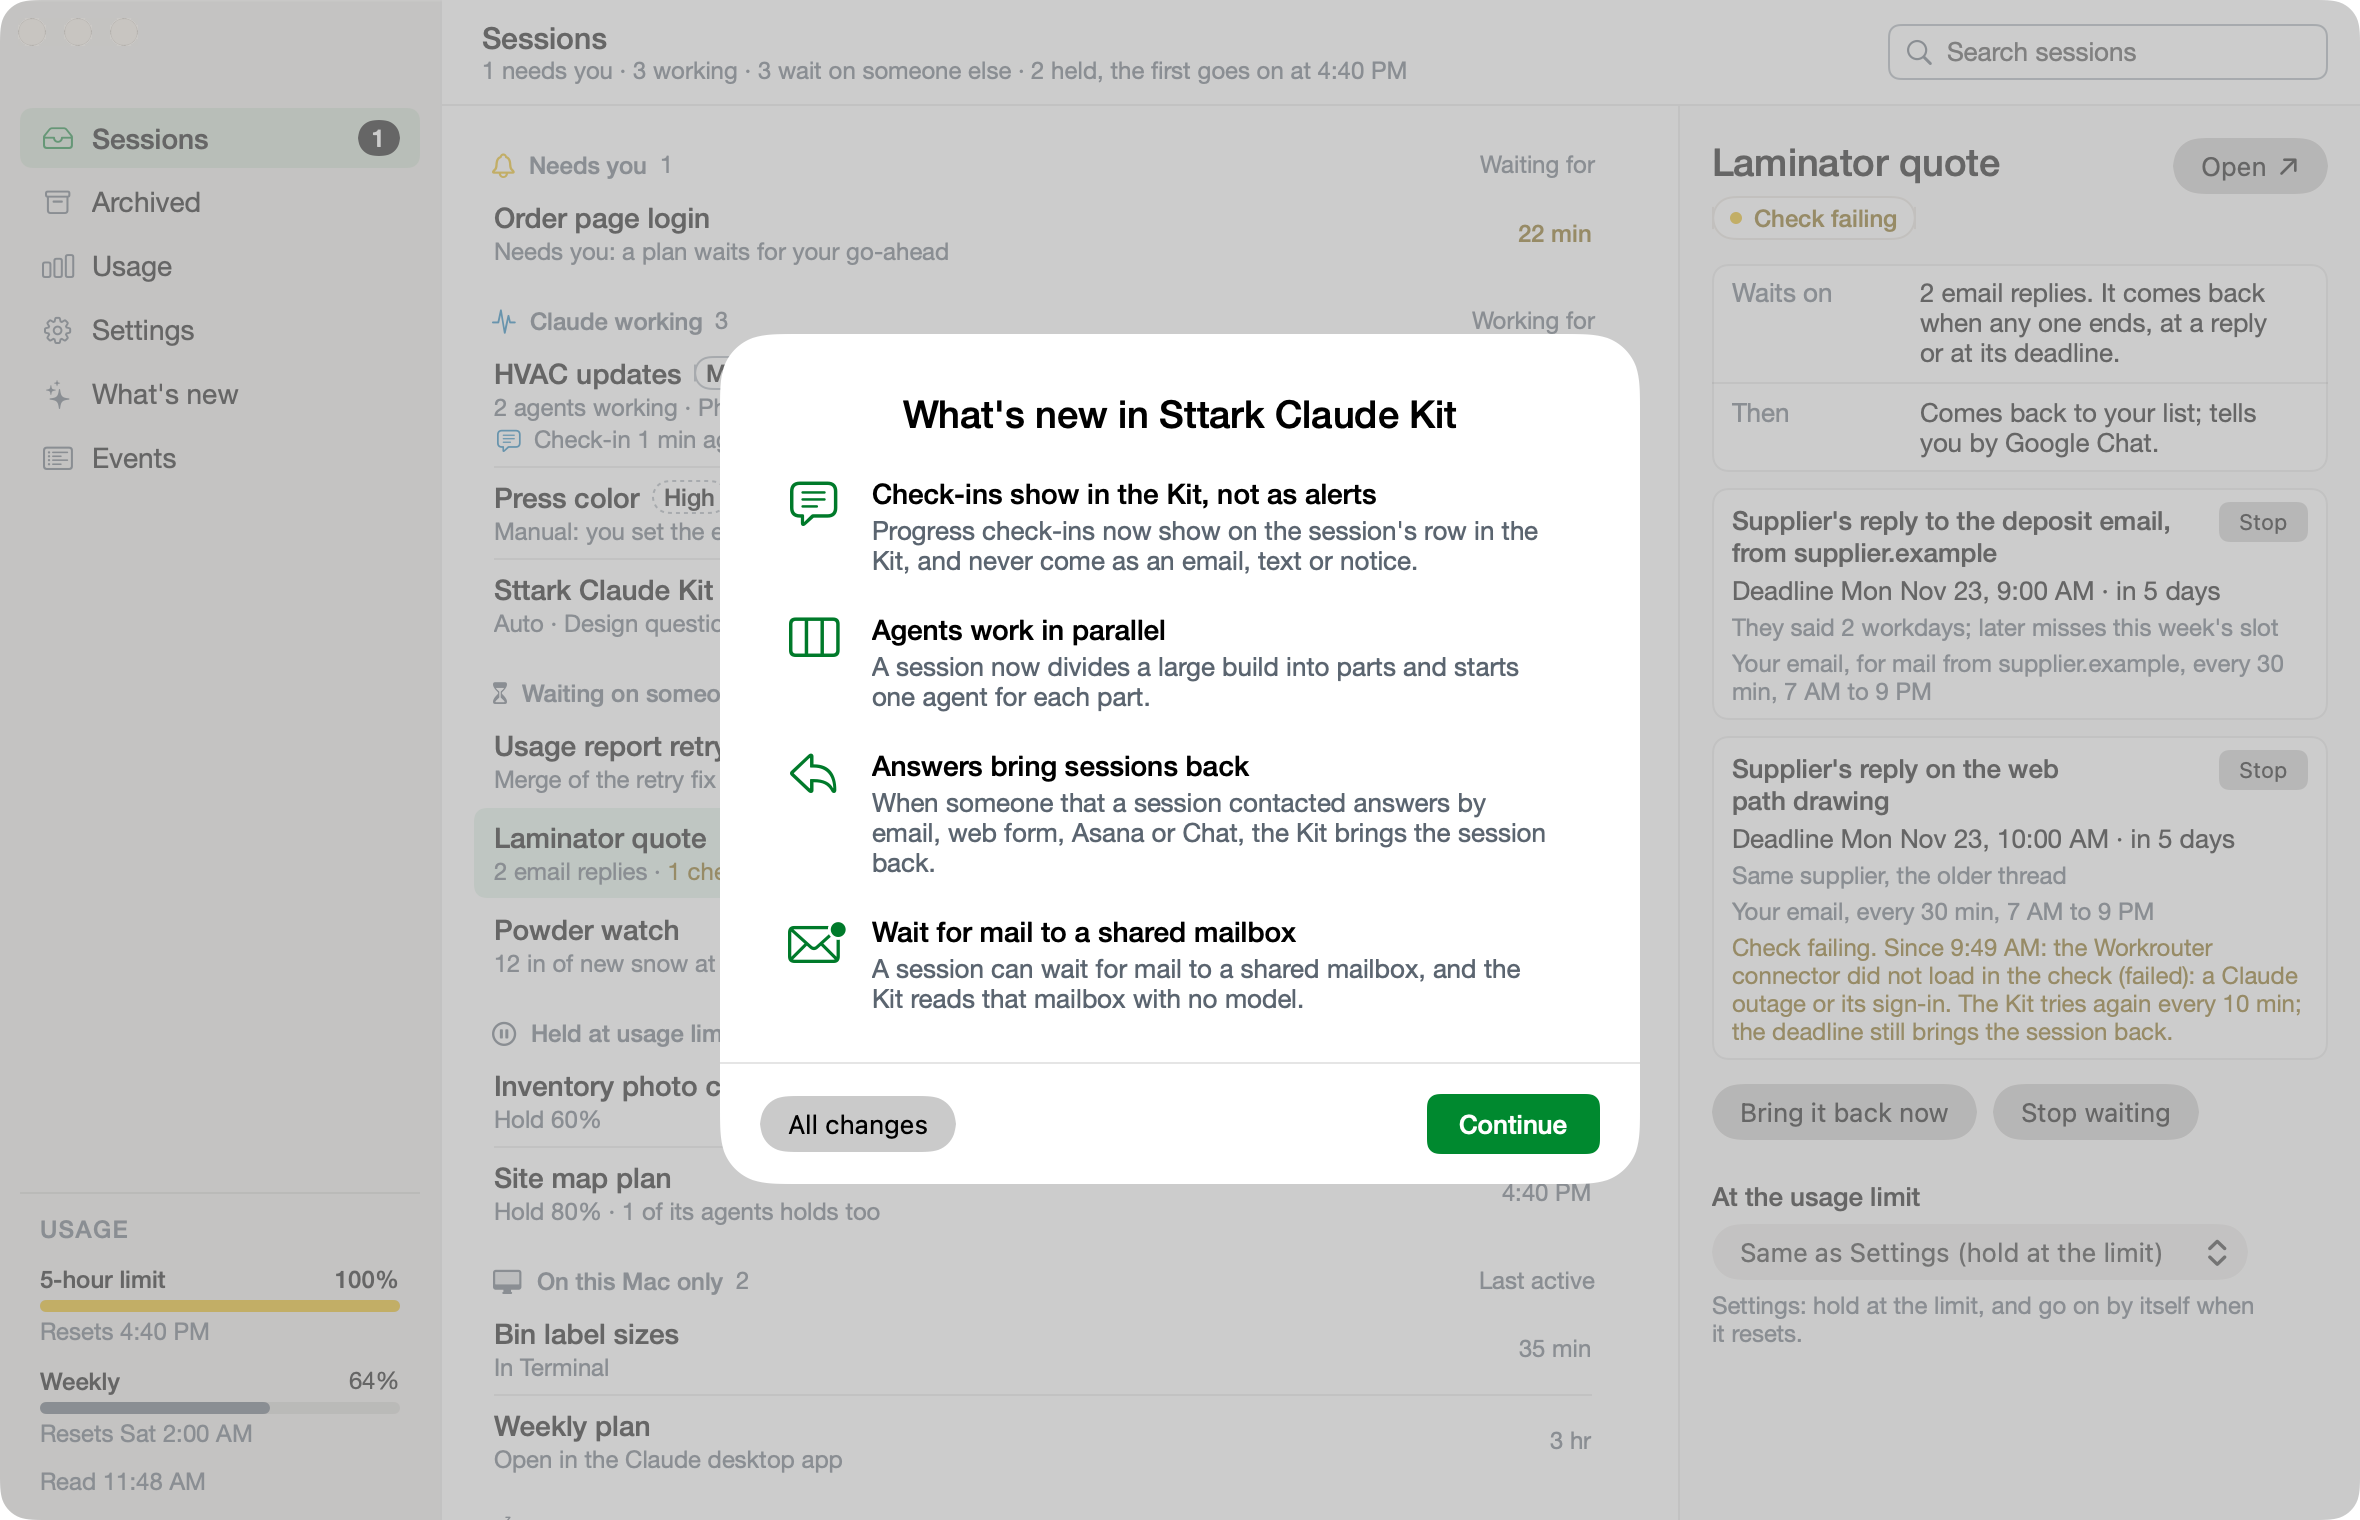 Sessions
1 needs you · 3 working · 3 wait on someone else · 2 held, the first goes on at 4:40 PM
Search sessions
Sessions
1
Archived
Usage
Settings
What's new
Events
USAGE
5-hour limit 100%
Resets 4:40 PM
Weekly 64%
Resets Sat 2:00 AM
Read 11:48 AM
Needs you 1 Waiting for
Order page login
Needs you: a plan waits for your go-ahead
22 min
Claude working 3 Working for
HVAC updates
2 agents working ·
Check-in 1 min
Press color High
Manual: you set the
Sttark Claude Kit
Auto · Design
Waiting on
Usage report retry
Merge of the retry fix
Laminator quote
2 email replies · 1
Powder watch
12 in of new snow at
Held at usage
Inventory photo
Hold 60%
Site map plan
Hold 80% · 1 of its agents holds too
4:40 PM
On this Mac only 2 Last active
Bin label sizes
In Terminal
35 min
Weekly plan
Open in the Claude desktop app
3 hr
What's new in Sttark Claude Kit
Check-ins show in the Kit, not as alerts
Progress check-ins now show on the session's row in the
Kit, and never come as an email, text or notice.
Agents work in parallel
A session now divides a large build into parts and starts
one agent for each part.
Answers bring sessions back
When someone that a session contacted answers by
email, web form, Asana or Chat, the Kit brings the session
back.
Wait for mail to a shared mailbox
A session can wait for mail to a shared mailbox, and the
Kit reads that mailbox with no model.
All changes
Continue
Laminator quote
Open
Check failing
Waits on
2 email replies. It comes back
when any one ends, at a reply
or at its deadline.
Then
Comes back to your list; tells
you by Google Chat.
Supplier's reply to the deposit email,
from supplier.example
Stop
Deadline Mon Nov 23, 9:00 AM · in 5 days
They said 2 workdays; later misses this week's slot
Your email, for mail from supplier.example, every 30
min, 7 AM to 9 PM
Supplier's reply on the web
path drawing
Stop
Deadline Mon Nov 23, 10:00 AM · in 5 days
Same supplier, the older thread
Your email, every 30 min, 7 AM to 9 PM
Check failing. Since 9:49 AM: the Workrouter
connector did not load in the check (failed): a Claude
outage or its sign-in. The Kit tries again every 10 min;
the deadline still brings the session back.
Bring it back now
Stop waiting
At the usage limit
Same as Settings (hold at the limit)
Settings: hold at the limit, and go on by itself when
it resets.